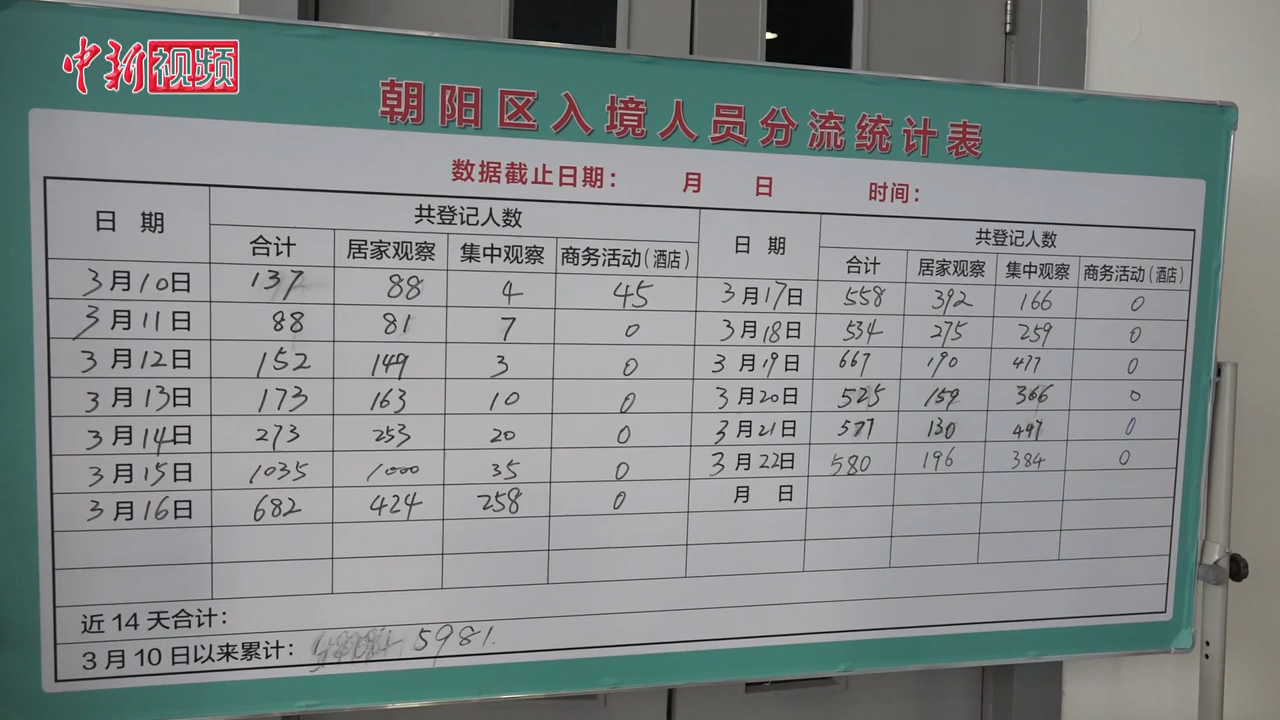 中新视频
朝阳区入境人员分流统计表
数据截止日期： 月 日 时间：
日期 共登记人数 日期 共登记人数
合计 居家观察 集中观察 商务活动（酒店） 合计 居家观察 集中观察 商务活动（酒店）
3月10日 137 88 4 45 3月17日 558 392 166 0
3月11日 88 81 7 0 3月18日 534 275 259 0
3月12日 152 149 3 0 3月19日 667 190 477 0
3月13日 173 163 10 0 3月20日 525 159 366 0
3月14日 273 253 20 0 3月21日 577 130 447 0
3月15日 1035 1000 35 0 3月22日 580 196 384 0
3月16日 682 424 258 0 月 日
近14天合计：
3月10日以来累计： 5981.